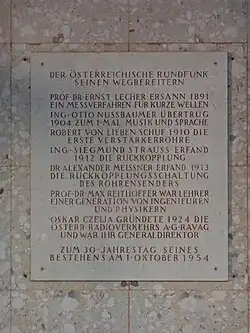 DER ÖSTERREICHISCHE RUNDFUNK
SEINEN WEGBEREITERN
PROF·DR·ERNST LECHER ERSANN 1891
EIN MESSVERFAHREN FÜR KURZE WELLEN
ING·OTTO NUSSBAUMER ÜBERTRUG
1904 ZUM 1·MAL MUSIK UND SPRACHE
ROBERT VON LIEBEN SCHUF 1910 DIE
ERSTE VERSTÄRKERRÖHRE
ING·SIEGMUND STRAUSS ERFAND
1912 DIE RÜCKKOPPLUNG
DR·ALEXANDER MEISSNER ERFAND 1913
DIE RÜCKKOPPLUNGSSCHALTUNG
DES RÖHRENSENDERS
PROF·DR·MAX REITHOFFER WAR LEHRER
EINER GENERATION VON INGENIEUREN
UND PHYSIKERN
OSKAR CZEIJA GRÜNDETE 1924 DIE
ÖSTERR·RADIOVERKEHRS A·G·RAVAG
UND WAR IHR GENERALDIREKTOR
ZUM 30·JAHRESTAG SEINES
BESTEHENS AM 1·OKTOBER 1954